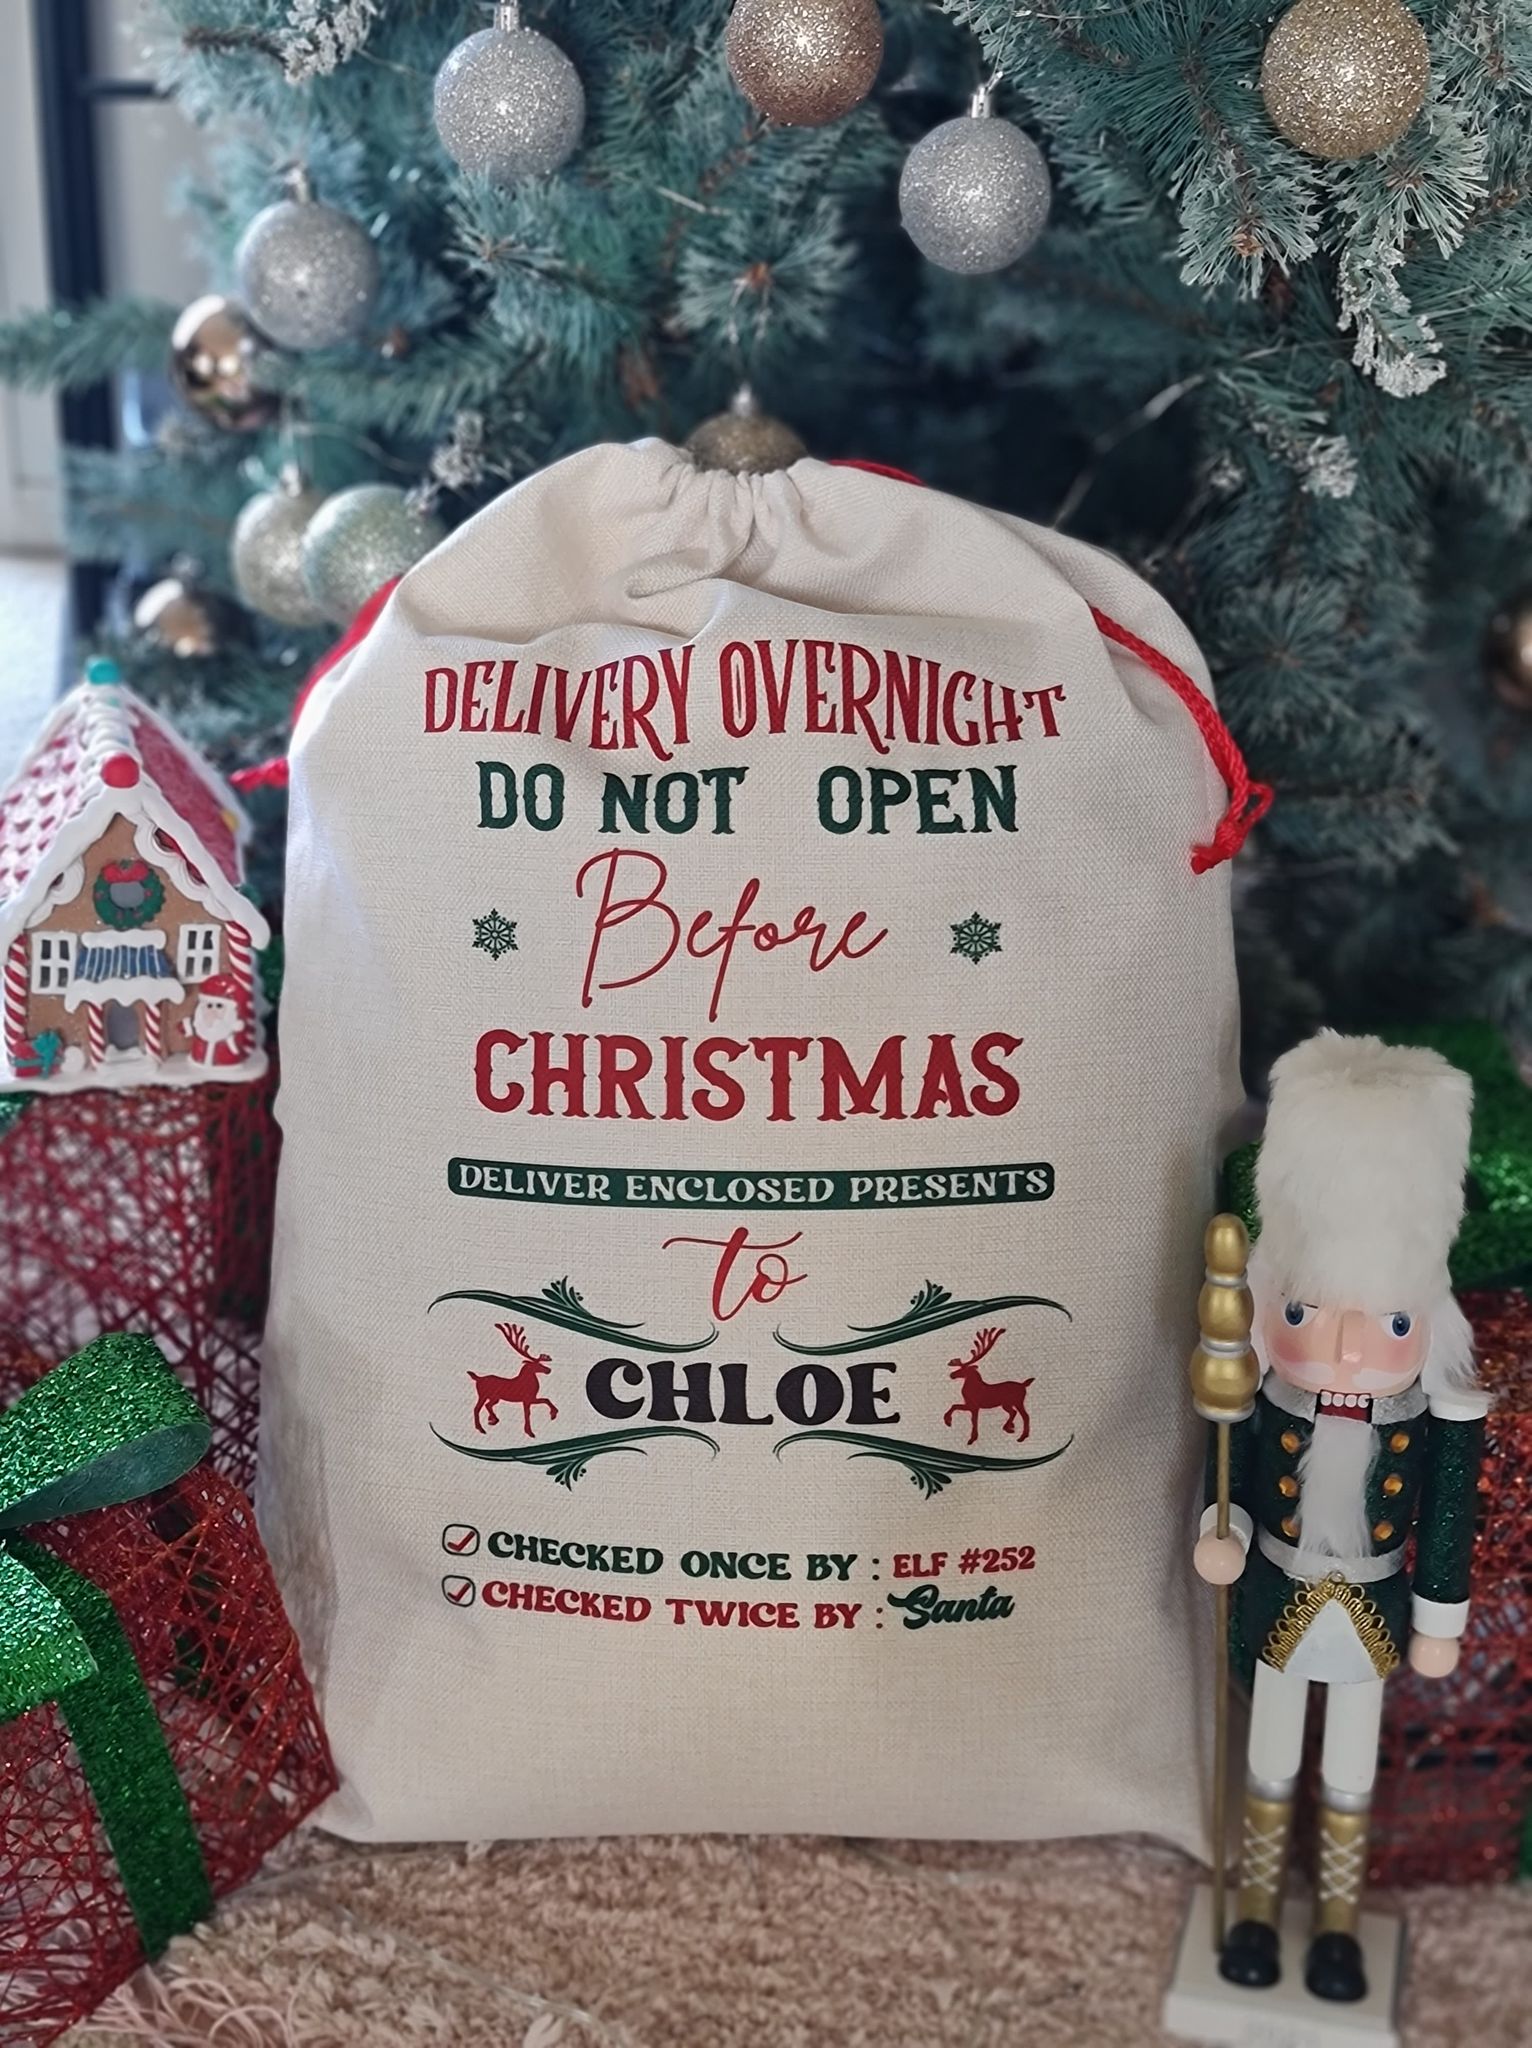 DELIVERY OVERNIGHT
DO NOT OPEN
Before
CHRISTMAS
DELIVER ENCLOSED PRESENTS
to
CHLOE
CHECKED ONCE BY : ELF #252
CHECKED TWICE BY : Santa